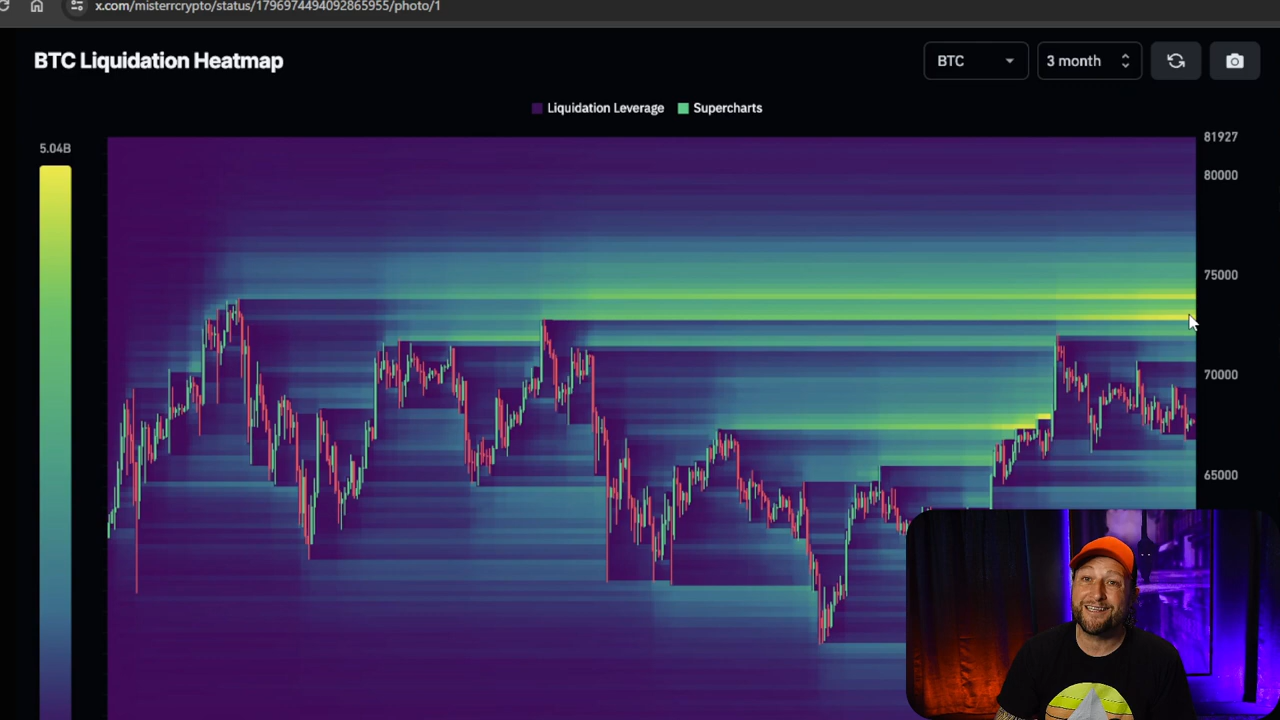 x.com/misterrcrypto/status/1796974494092865955/photo/1
BTC Liquidation Heatmap
BTC
3 month
Liquidation Leverage
Supercharts
5.04B
81927
80000
75000
70000
65000